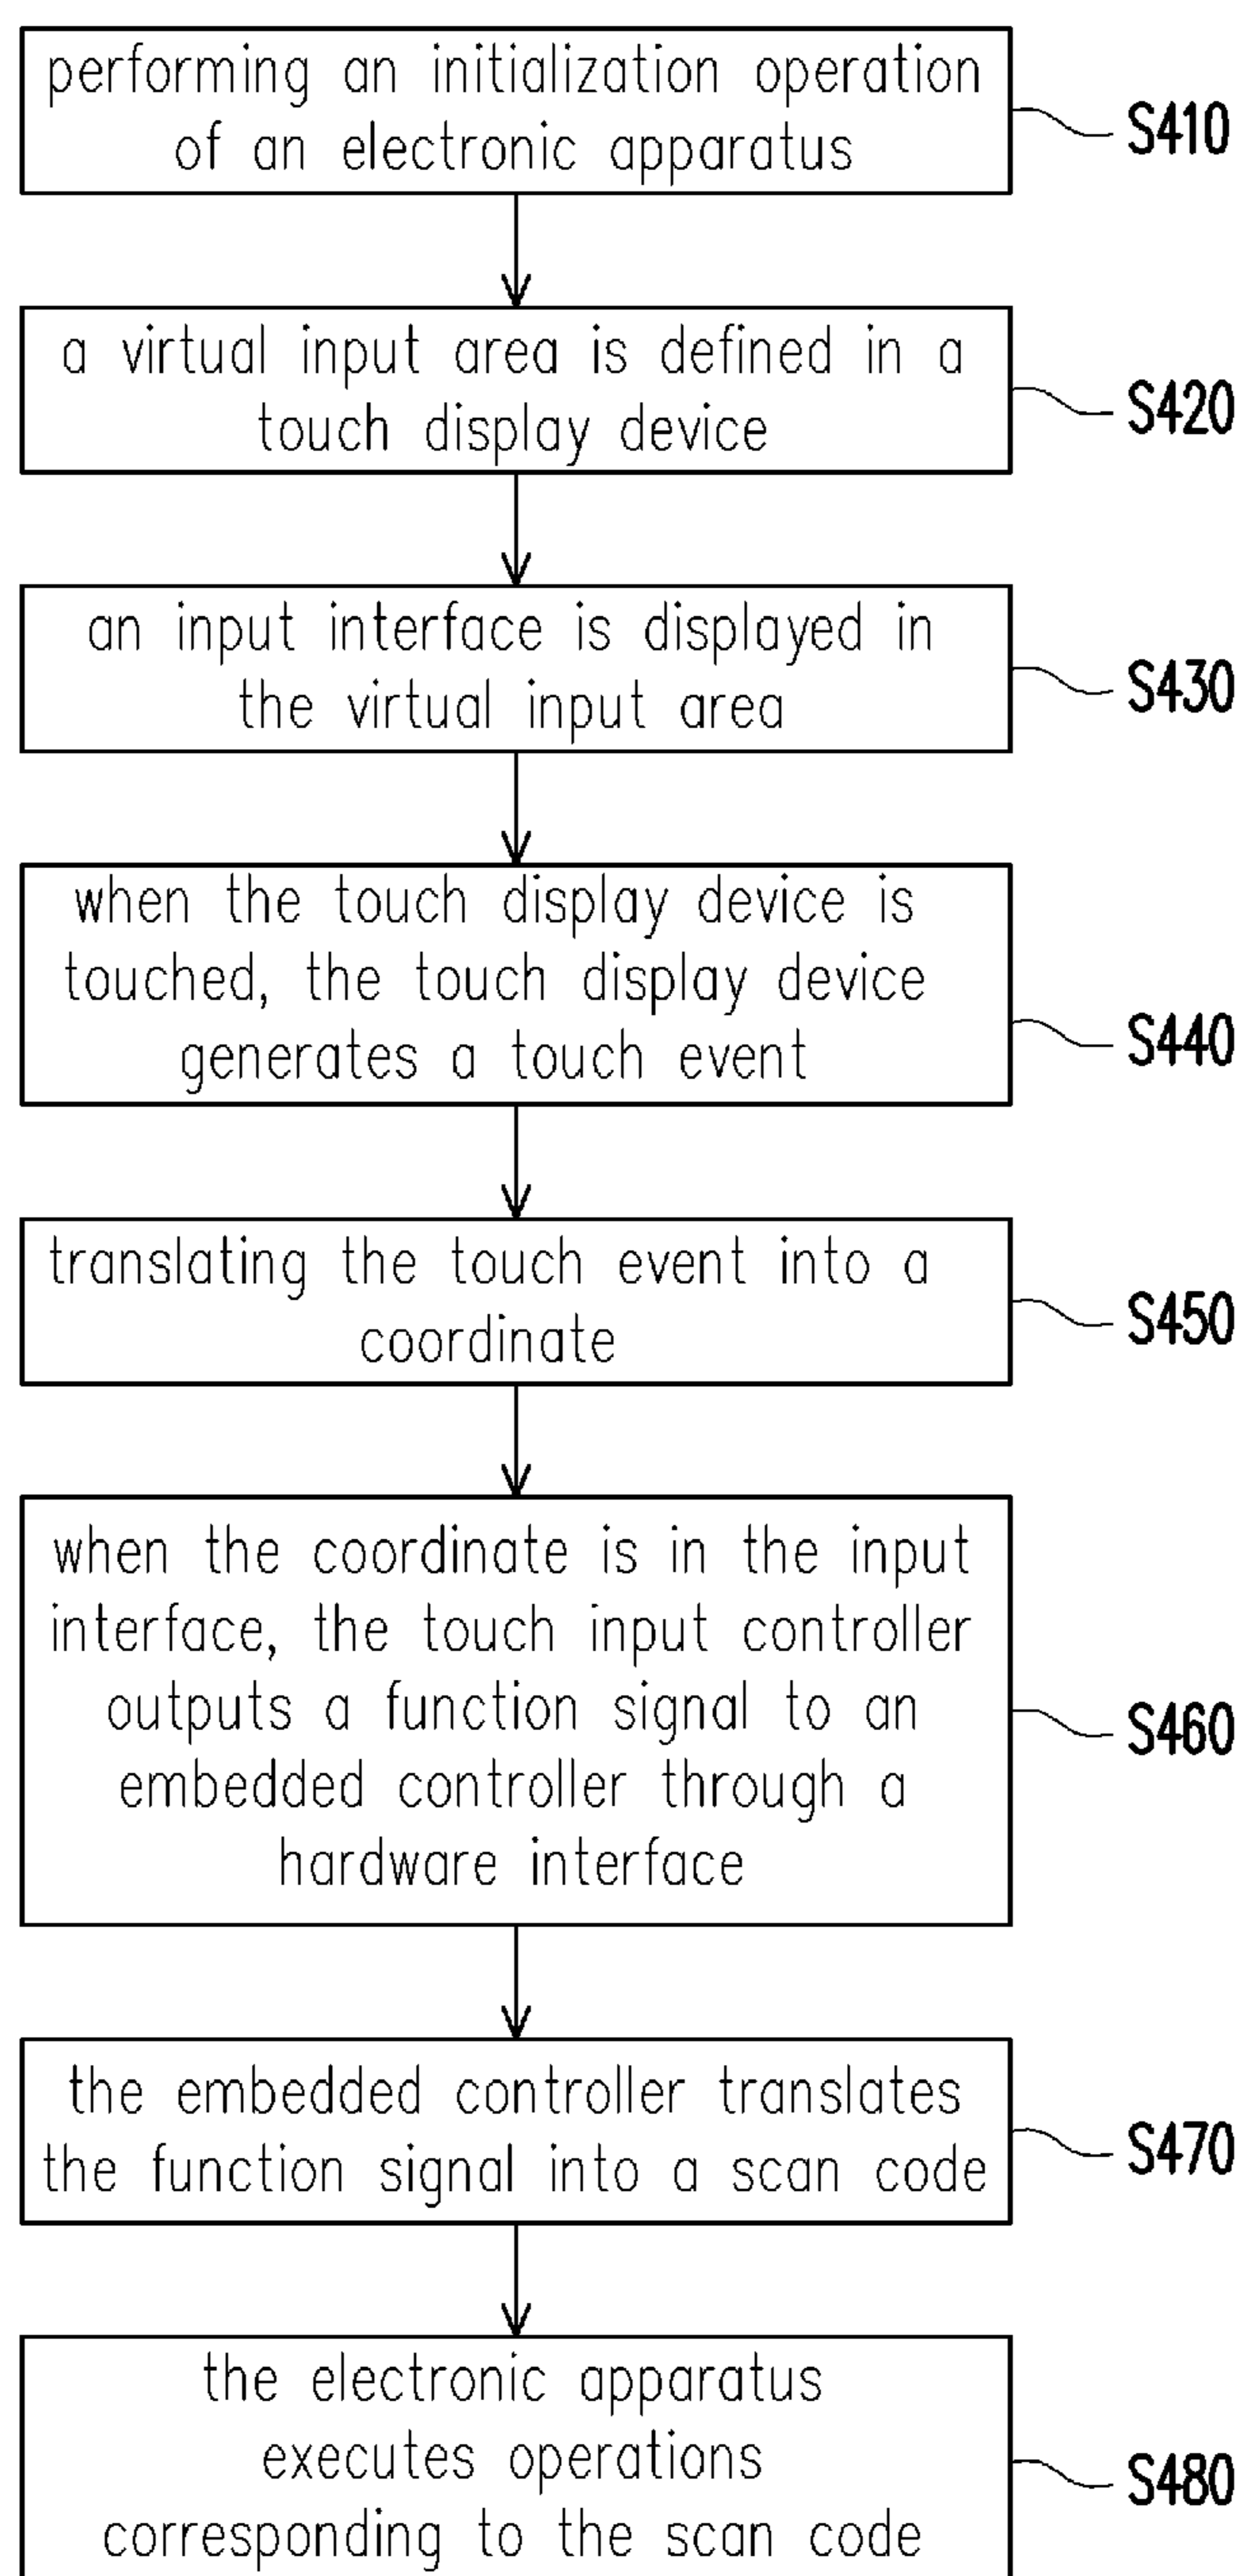 performing an initialization operation
of an electronic apparatus
S410
a virtual input area is defined in a
touch display device
S420
an input interface is displayed in
the virtual input area
S430
when the touch display device is
touched, the touch display device
generates a touch event
S440
translating the touch event into a
coordinate
S450
when the coordinate is in the input
interface, the touch input controller
outputs a function signal to an
embedded controller through a
hardware interface
S460
the embedded controller translates
the function signal into a scan code
S470
the electronic apparatus
executes operations
corresponding to the scan code
S480